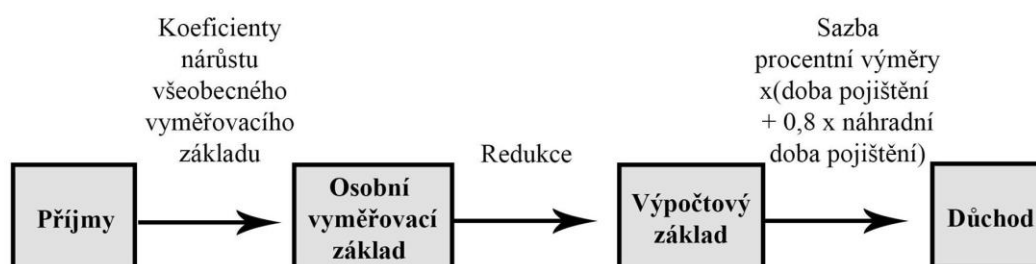 Koeficienty
nárůstu
všeobecného
vyměřovacího
základu
Sazba
procentní výměry
x(doba pojištění
+ 0,8 x náhradní
doba pojištění)
Redukce
Příjmy
Osobní
vyměřovací
základ
Výpočtový
základ
Důchod